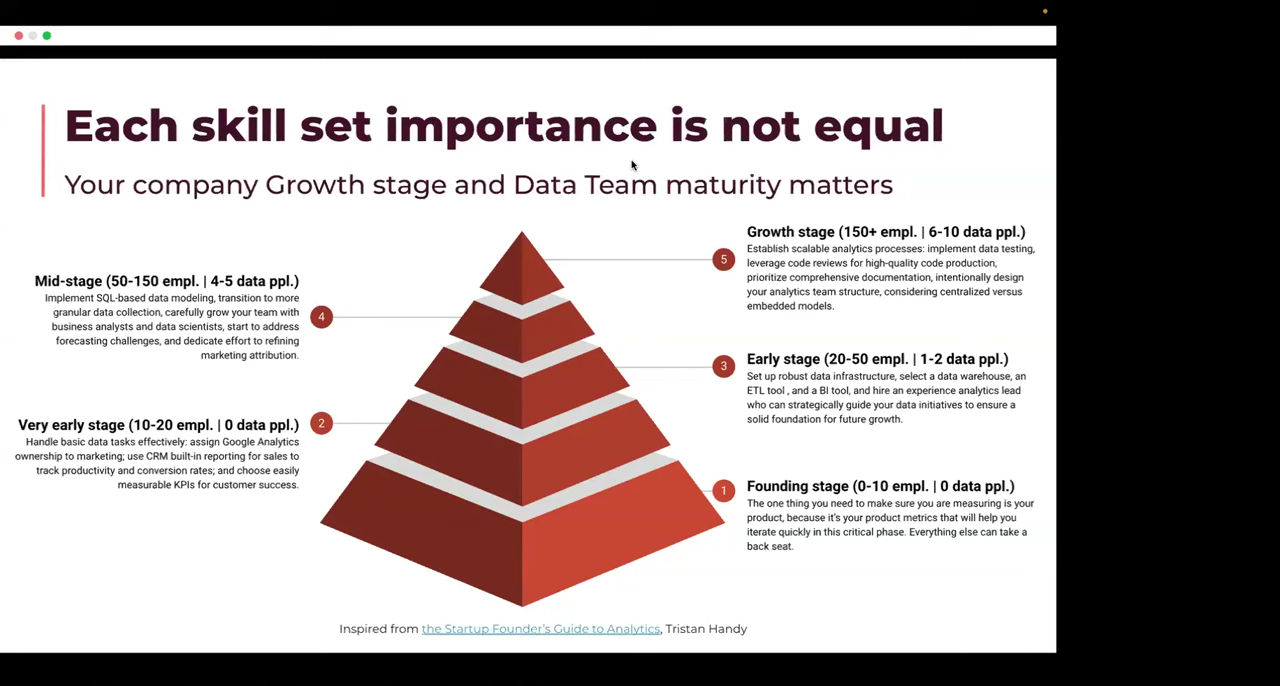 Each skill set importance is not equal
Your company Growth stage and Data Team maturity matters
Growth stage (150+ empl. | 6-10 data ppl.)
Establish scalable analytics processes: implement data testing,
leverage code reviews for high-quality code production,
prioritize comprehensive documentation, intentionally design
your analytics team structure, considering centralized versus
embedded models.
5
Mid-stage (50-150 empl. | 4-5 data ppl.)
Implement SQL-based data modeling, transition to more
granular data collection, carefully grow your team with
business analysts and data scientists, start to address
forecasting challenges, and dedicate effort to refining
marketing attribution.
4
Early stage (20-50 empl. | 1-2 data ppl.)
Set up robust data infrastructure, select a data warehouse, an
ETL tool , and a BI tool, and hire an experience analytics lead
who can strategically guide your data initiatives to ensure a
solid foundation for future growth.
3
Very early stage (10-20 empl. | 0 data ppl.)
Handle basic data tasks effectively: assign Google Analytics
ownership to marketing; use CRM built-in reporting for sales to
track productivity and conversion rates; and choose easily
measurable KPIs for customer success.
2
Founding stage (0-10 empl. | 0 data ppl.)
The one thing you need to make sure you are measuring is your
product, because it's your product metrics that will help you
iterate quickly in this critical phase. Everything else can take a
back seat.
1
Inspired from the Startup Founder's Guide to Analytics, Tristan Handy